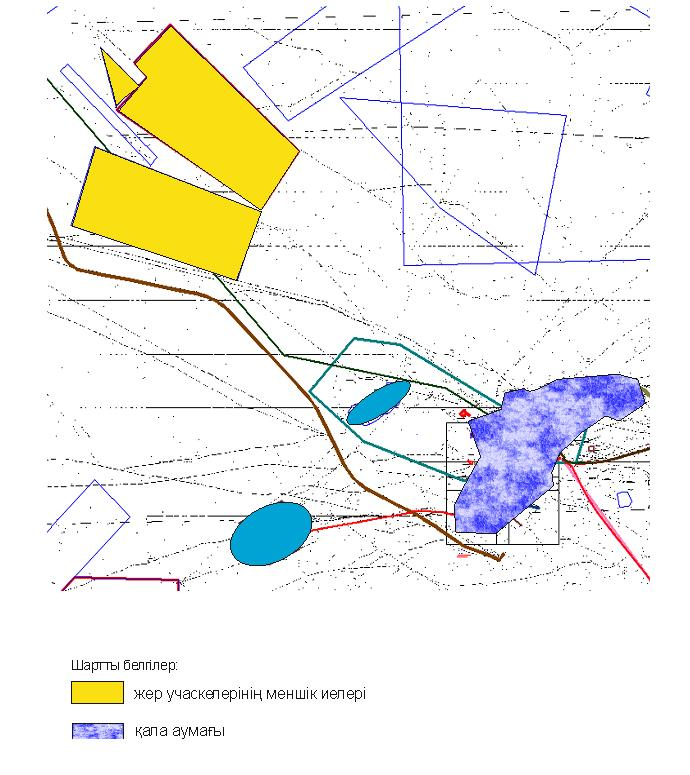 Шартты белгілер:
жер учаскелерінің меншік иелері
қала аумағы